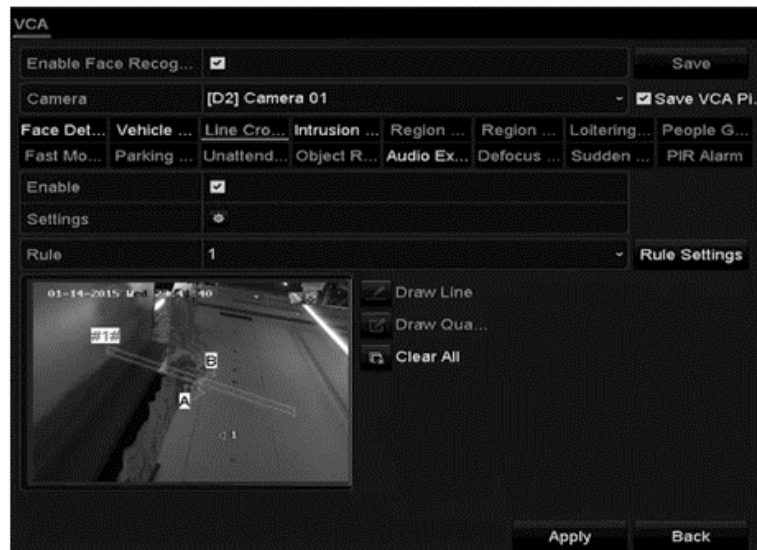 VCA
Enable Face Recog... Save
Camera [D2] Camera 01 Save VCA Pi.
Face Det... Vehicle ... Line Cro... Intrusion ... Region ... Region ... Loitering... People G...
Fast Mo... Parking ... Unattend... Object R... Audio Ex... Defocus ... Sudden ... PIR Alarm
Enable
Settings
Rule 1 Rule Settings
01-14-2015 Wed :40
#1#
B
A
1
Draw Line
Draw Qua...
Clear All
Apply Back